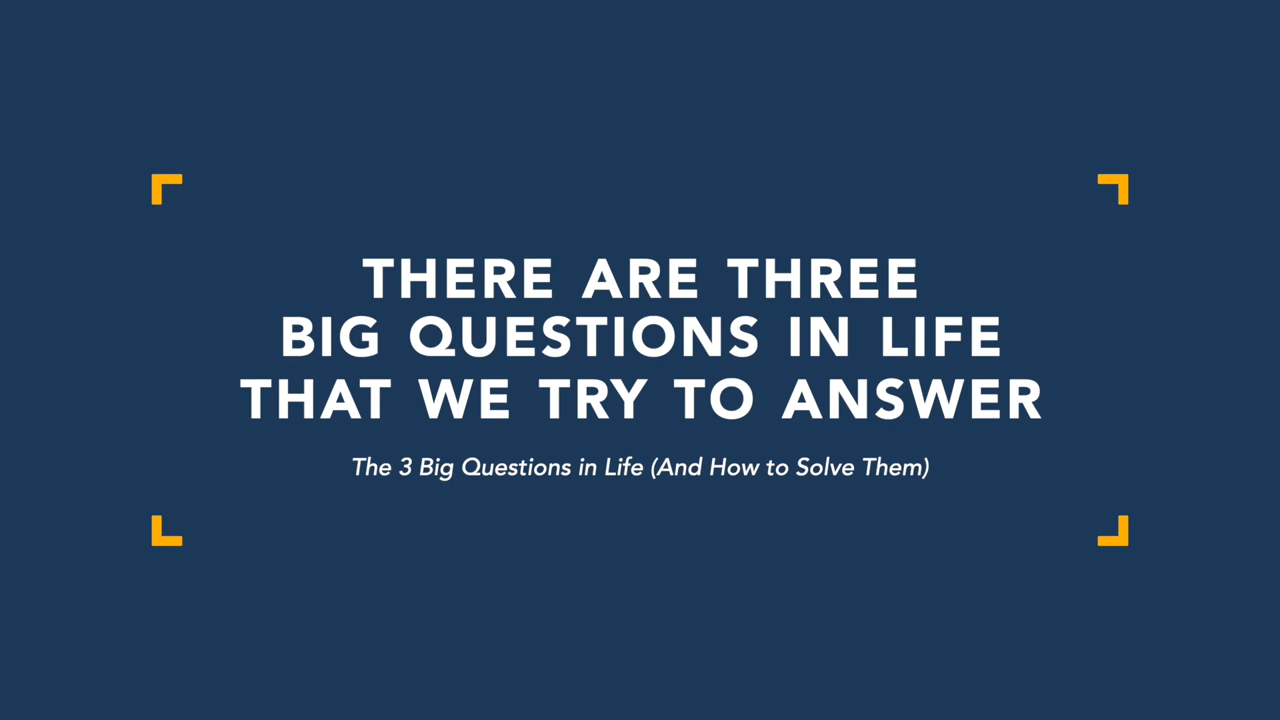 THERE ARE THREE
BIG QUESTIONS IN LIFE
THAT WE TRY TO ANSWER
The 3 Big Questions in Life (And How to Solve Them)